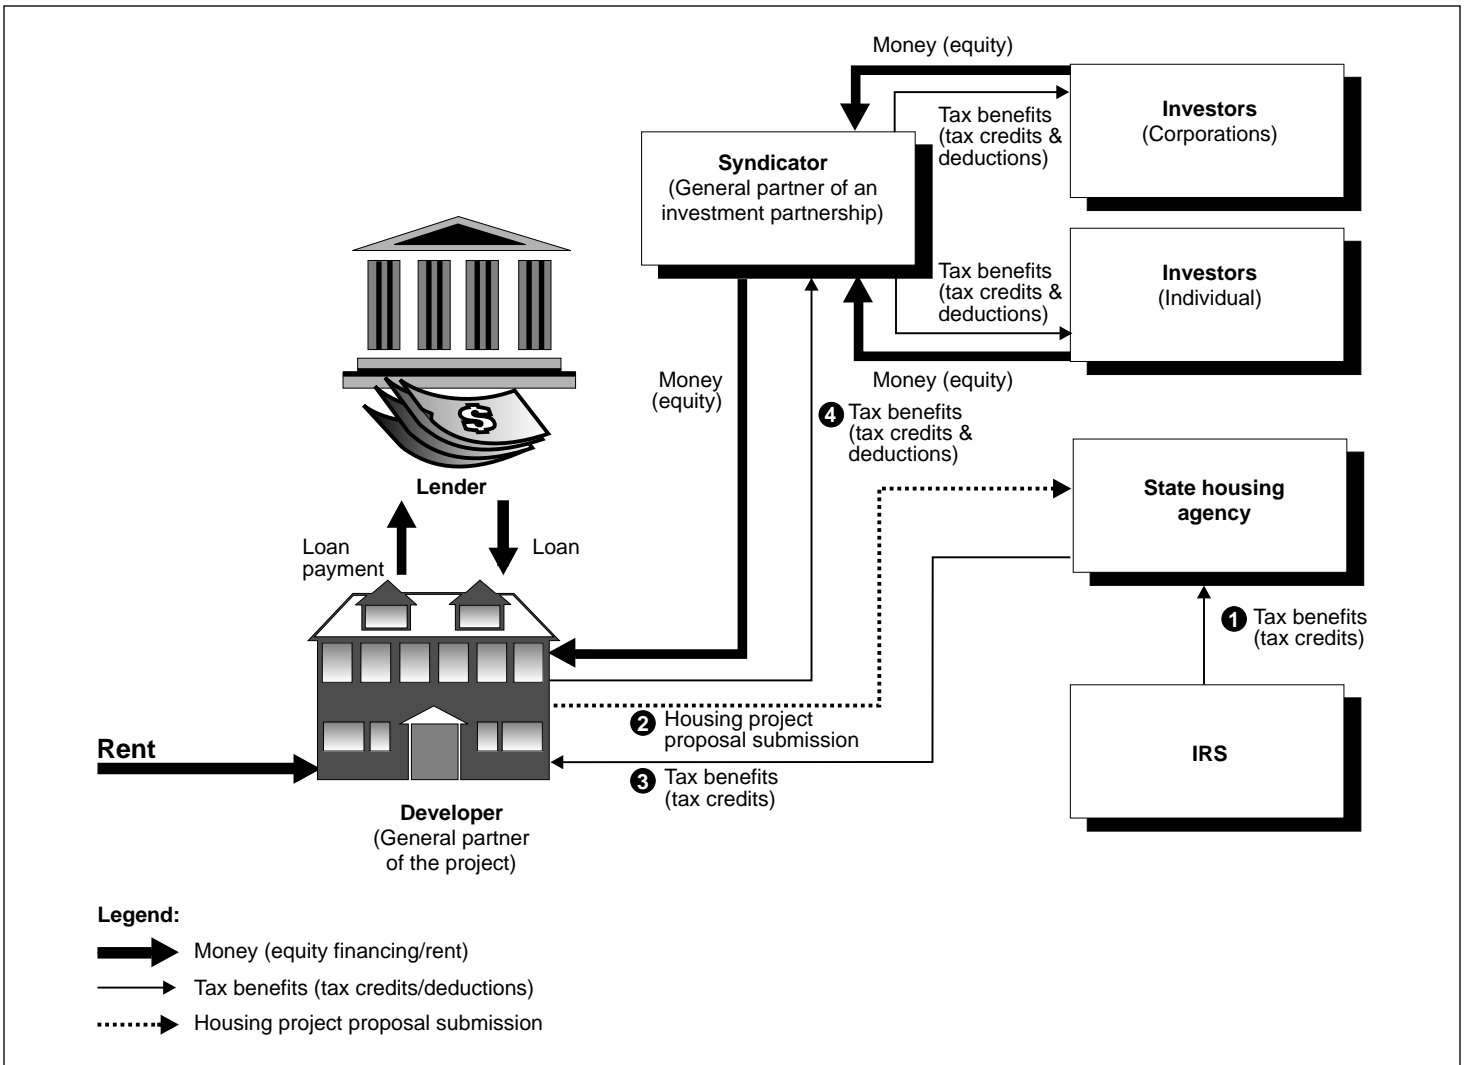 Money (equity)
Investors
(Corporations)
Tax benefits
(tax credits &
deductions)
Syndicator
(General partner of an
investment partnership)
Tax benefits
(tax credits &
deductions)
Investors
(Individual)
Money (equity)
Money
(equity)
4 Tax benefits
(tax credits &
deductions)
$
Lender
Loan
payment
Loan
State housing
agency
1 Tax benefits
(tax credits)
2 Housing project
proposal submission
IRS
3 Tax benefits
(tax credits)
Rent
Developer
(General partner
of the project)
Legend:
Money (equity financing/rent)
Tax benefits (tax credits/deductions)
Housing project proposal submission